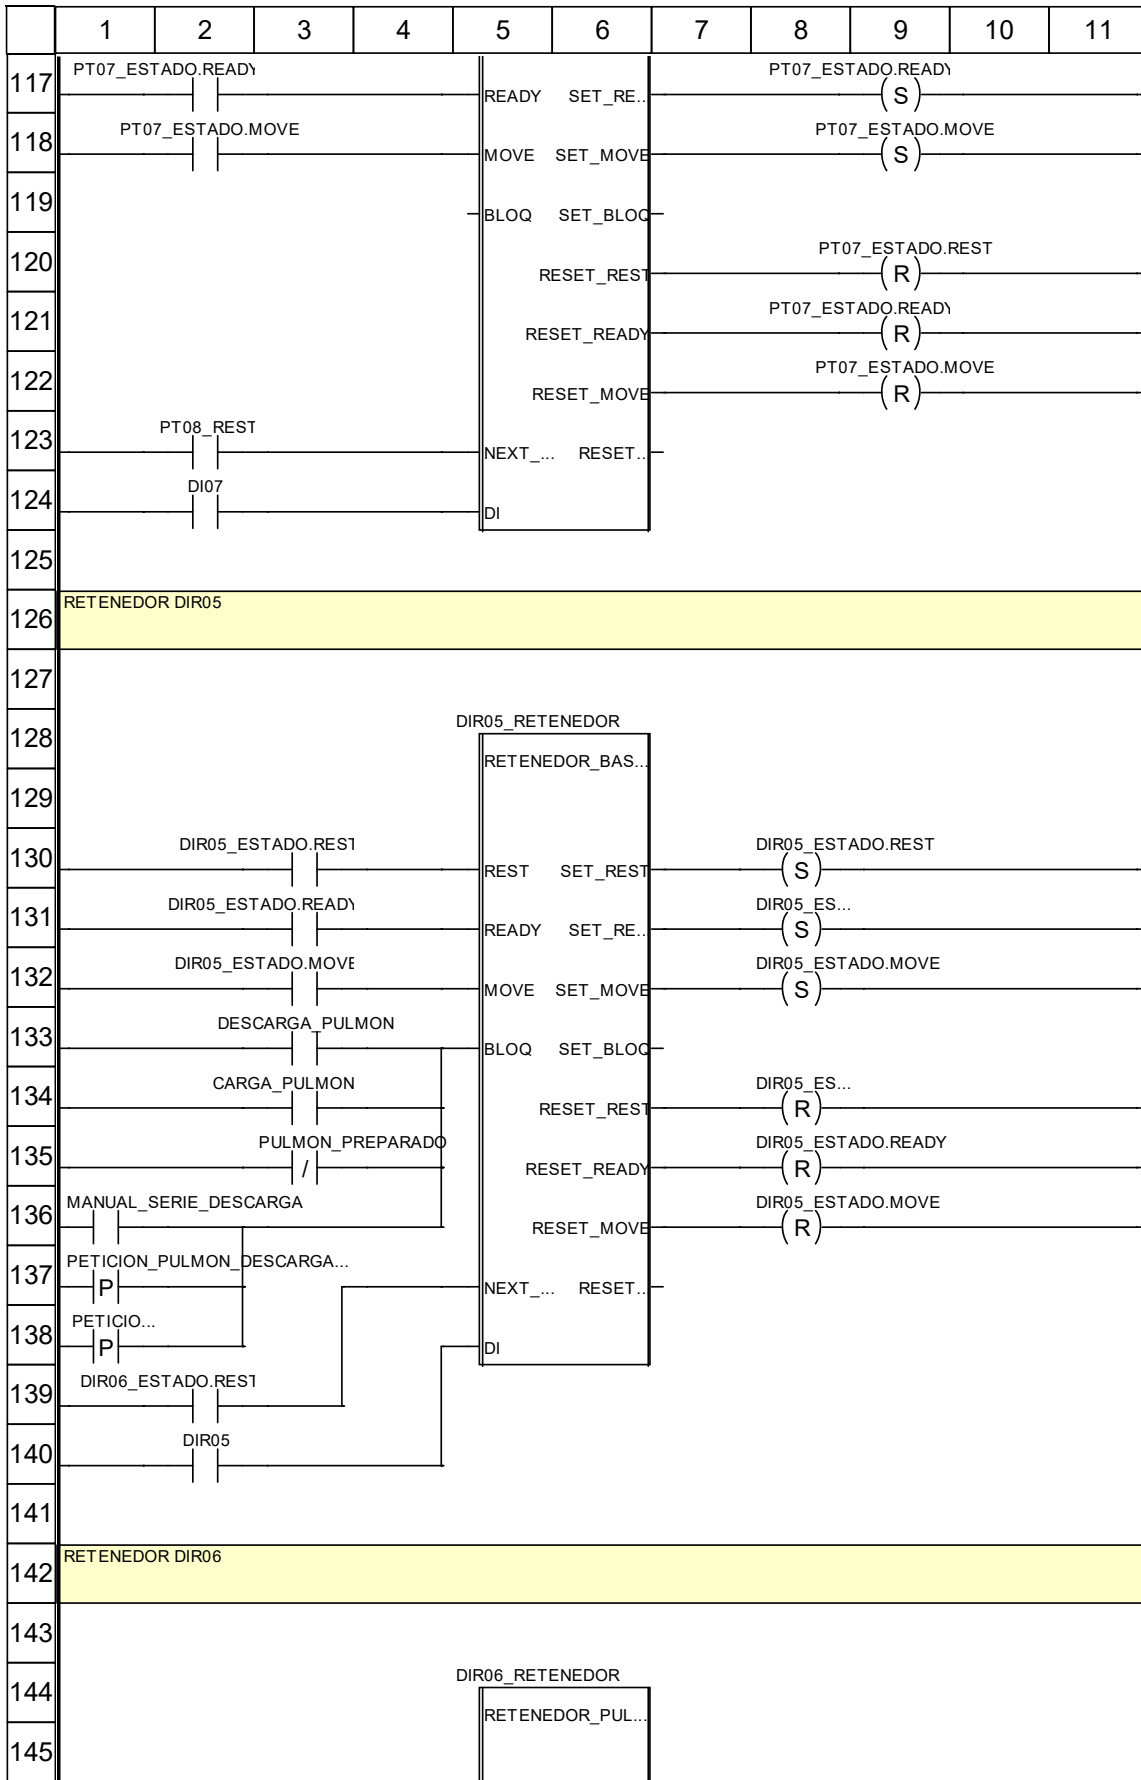 1 2 3 4 5 6 7 8 9 10 11
117 PT07_ESTADO.READY READY SET_RE.. PT07_ESTADO.READY S
118 PT07_ESTADO.MOVE MOVE SET_MOVE PT07_ESTADO.MOVE S
119 BLOQ SET_BLOQ
120 RESET_REST PT07_ESTADO.REST R
121 RESET_READY PT07_ESTADO.READY R
122 RESET_MOVE PT07_ESTADO.MOVE R
123 PT08_REST NEXT_... RESET..
124 DI07 DI
125
126 RETENEDOR DIR05
127
128 DIR05_RETENEDOR
RETENEDOR_BAS...
129
130 DIR05_ESTADO.REST REST SET_REST DIR05_ESTADO.REST S
131 DIR05_ESTADO.READY READY SET_RE.. DIR05_ES... S
132 DIR05_ESTADO.MOVE MOVE SET_MOVE DIR05_ESTADO.MOVE S
133 DESCARGA_PULMON BLOQ SET_BLOQ
134 CARGA_PULMON RESET_REST DIR05_ES... R
135 PULMON_PREPARADO / RESET_READY DIR05_ESTADO.READY R
136 MANUAL_SERIE_DESCARGA RESET_MOVE DIR05_ESTADO.MOVE R
137 PETICION_PULMON_DESCARGA... P NEXT_... RESET..
138 PETICIO... P DI
139 DIR06_ESTADO.REST
140 DIR05
141
142 RETENEDOR DIR06
143
144 DIR06_RETENEDOR
RETENEDOR_PUL...
145